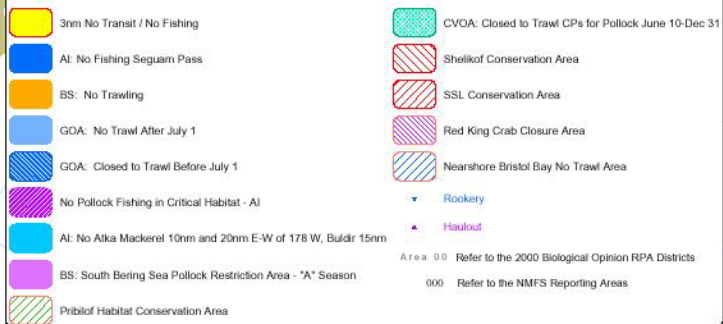 3nm No Transit / No Fishing
AI: No Fishing Seguam Pass
BS: No Trawling
GOA: No Trawl After July 1
GOA: Closed to Trawl Before July 1
No Pollock Fishing in Critical Habitat - AI
AI: No Atka Mackerel 10nm and 20nm E-W of 178 W, Buldir 15nm
BS: South Bering Sea Pollock Restriction Area - "A" Season
Pribilof Habitat Conservation Area
CVOA: Closed to Trawl CPs for Pollock June 10-Dec 31
Shelikof Conservation Area
SSL Conservation Area
Red King Crab Closure Area
Nearshore Bristol Bay No Trawl Area
Rookery
Haulout
Area 00 Refer to the 2000 Biological Opinion RPA Districts
000 Refer to the NMFS Reporting Areas